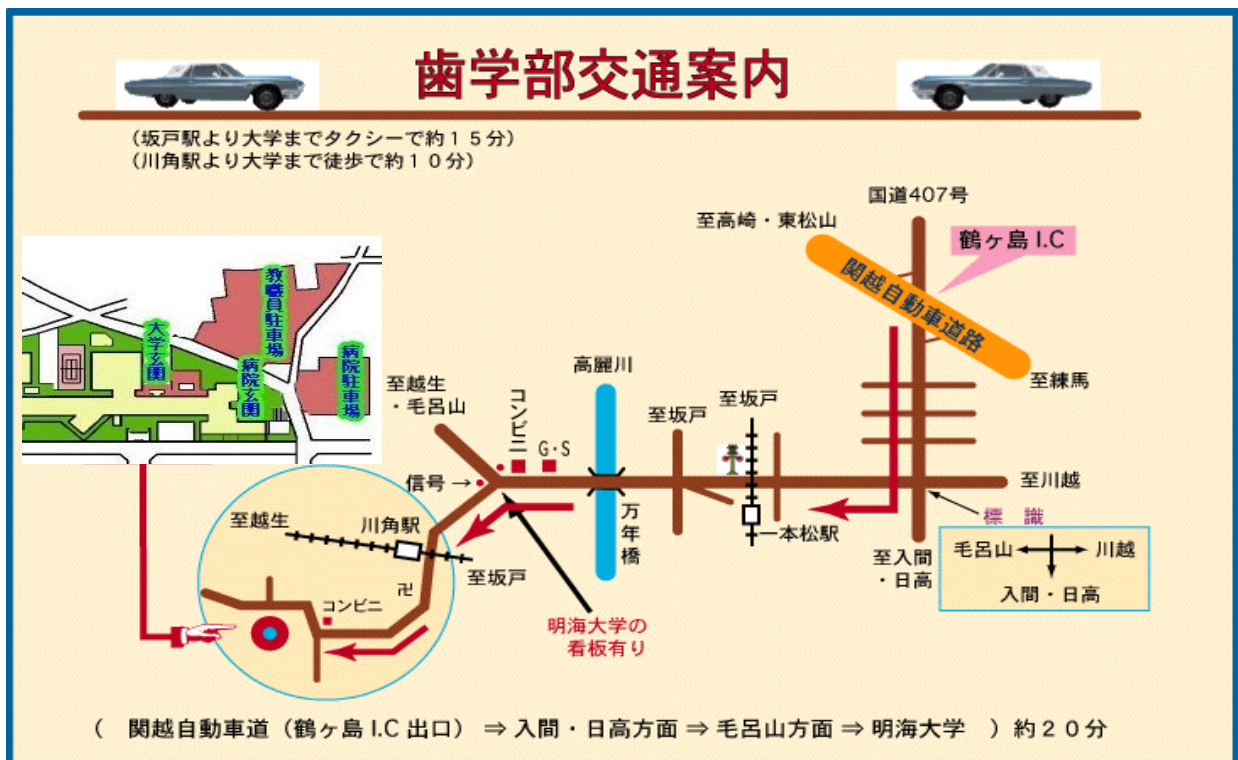 歯学部交通案内
（坂戸駅より大学までタクシーで約１５分）
（川角駅より大学まで徒歩で約１０分）
国道407号
至高崎・東松山
鶴ヶ島 I.C
関越自動車道路
至練馬
教職員駐車場
大学玄関
病院玄関
病院駐車場
高麗川
至越生
・毛呂山
コンビニ
G・S
至坂戸
至坂戸
信号→
至川越
万年橋
一本松駅
標 識
至越生
川角駅
至坂戸
卍
コンビニ
至入間
・日高
毛呂山
川越
入間・日高
明海大学の
看板有り
（ 関越自動車道（鶴ヶ島 I.C 出口） ⇒ 入間・日高方面 ⇒ 毛呂山方面 ⇒ 明海大学 ）約２０分